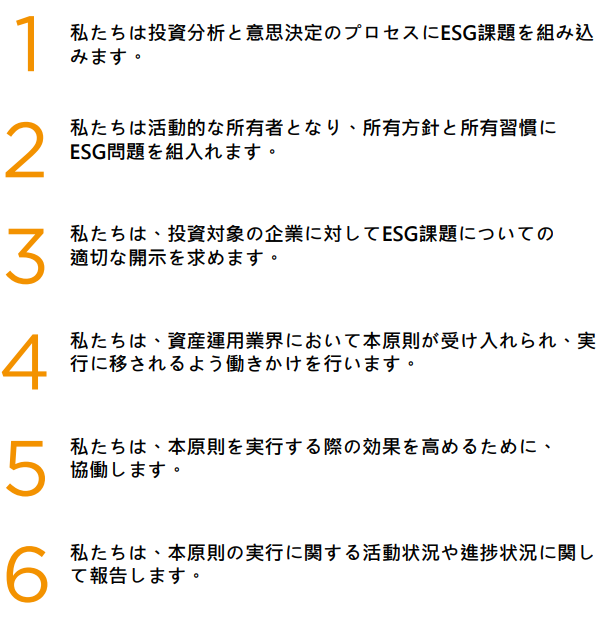 1
私たちは投資分析と意思決定のプロセスにESG課題を組み込
みます。
2
私たちは活動的な所有者となり、所有方針と所有習慣に
ESG問題を組入れます。
3
私たちは、投資対象の企業に対してESG課題についての
適切な開示を求めます。
4
私たちは、資産運用業界において本原則が受け入れられ、実
行に移されるよう働きかけを行います。
5
私たちは、本原則を実行する際の効果を高めるために、
協働します。
6
私たちは、本原則の実行に関する活動状況や進捗状況に関し
て報告します。